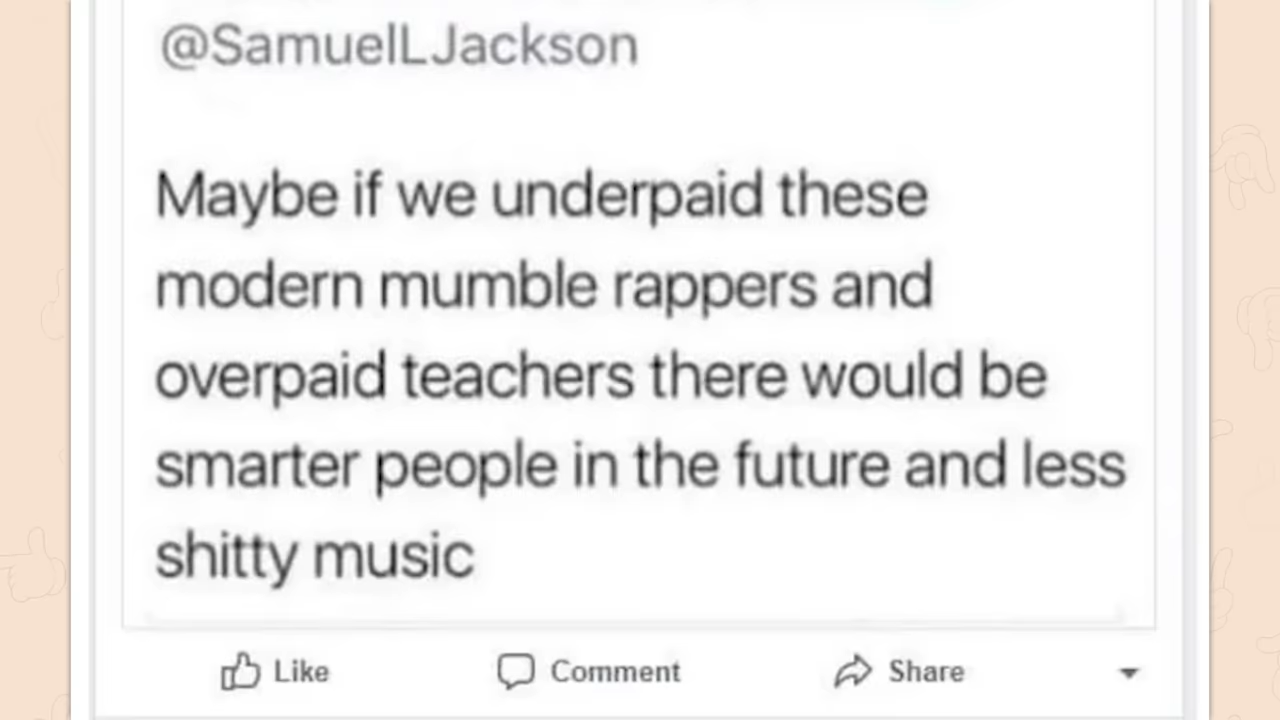 @SamuelLJackson
Maybe if we underpaid these
modern mumble rappers and
overpaid teachers there would be
smarter people in the future and less
shitty music
Like Comment Share